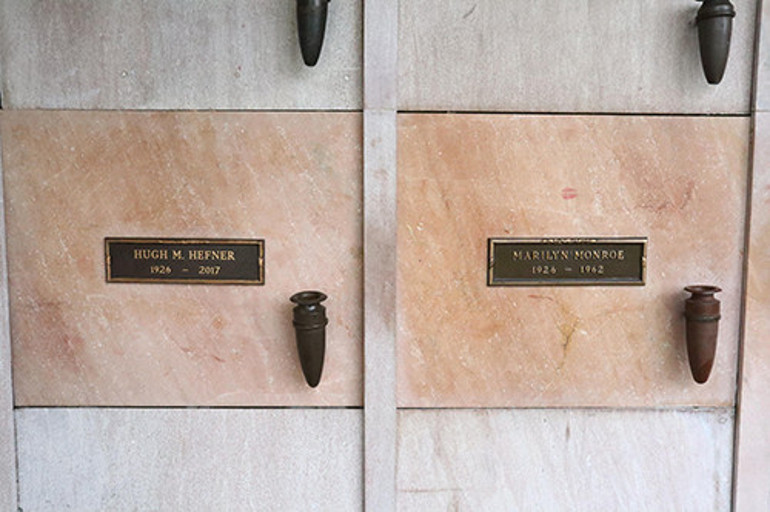 HUGH M. HEFNER
1926 – 2017
MARILYN MONROE
1926 – 1962